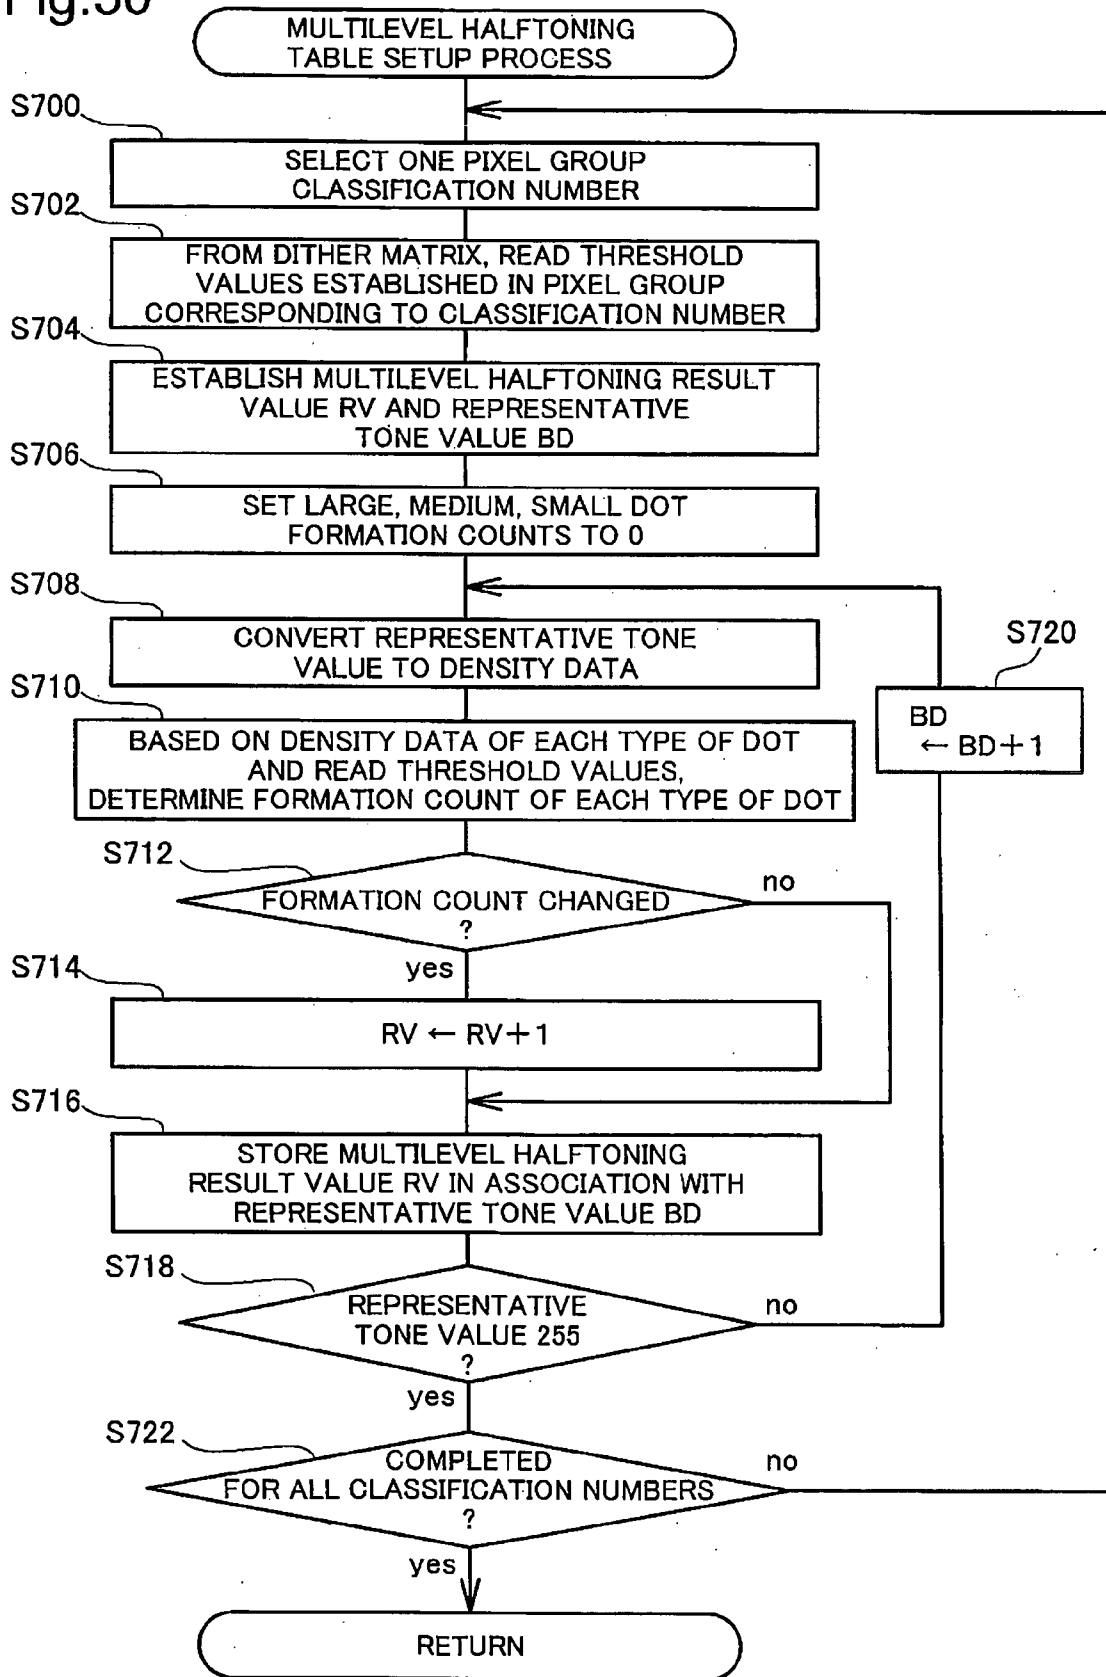 MULTILEVEL HALFTONING
TABLE SETUP PROCESS
S700
SELECT ONE PIXEL GROUP
CLASSIFICATION NUMBER
S702
FROM DITHER MATRIX, READ THRESHOLD
VALUES ESTABLISHED IN PIXEL GROUP
CORRESPONDING TO CLASSIFICATION NUMBER
S704
ESTABLISH MULTILEVEL HALFTONING RESULT
VALUE RV AND REPRESENTATIVE
TONE VALUE BD
S706
SET LARGE, MEDIUM, SMALL DOT
FORMATION COUNTS TO 0
S708
CONVERT REPRESENTATIVE TONE
VALUE TO DENSITY DATA
S720
BD
← BD+1
S710
BASED ON DENSITY DATA OF EACH TYPE OF DOT
AND READ THRESHOLD VALUES,
DETERMINE FORMATION COUNT OF EACH TYPE OF DOT
S712
FORMATION COUNT CHANGED
?
no
yes
S714
RV ← RV+1
S716
STORE MULTILEVEL HALFTONING
RESULT VALUE RV IN ASSOCIATION WITH
REPRESENTATIVE TONE VALUE BD
S718
REPRESENTATIVE
TONE VALUE 255
?
no
yes
S722
COMPLETED
FOR ALL CLASSIFICATION NUMBERS
?
no
yes
RETURN